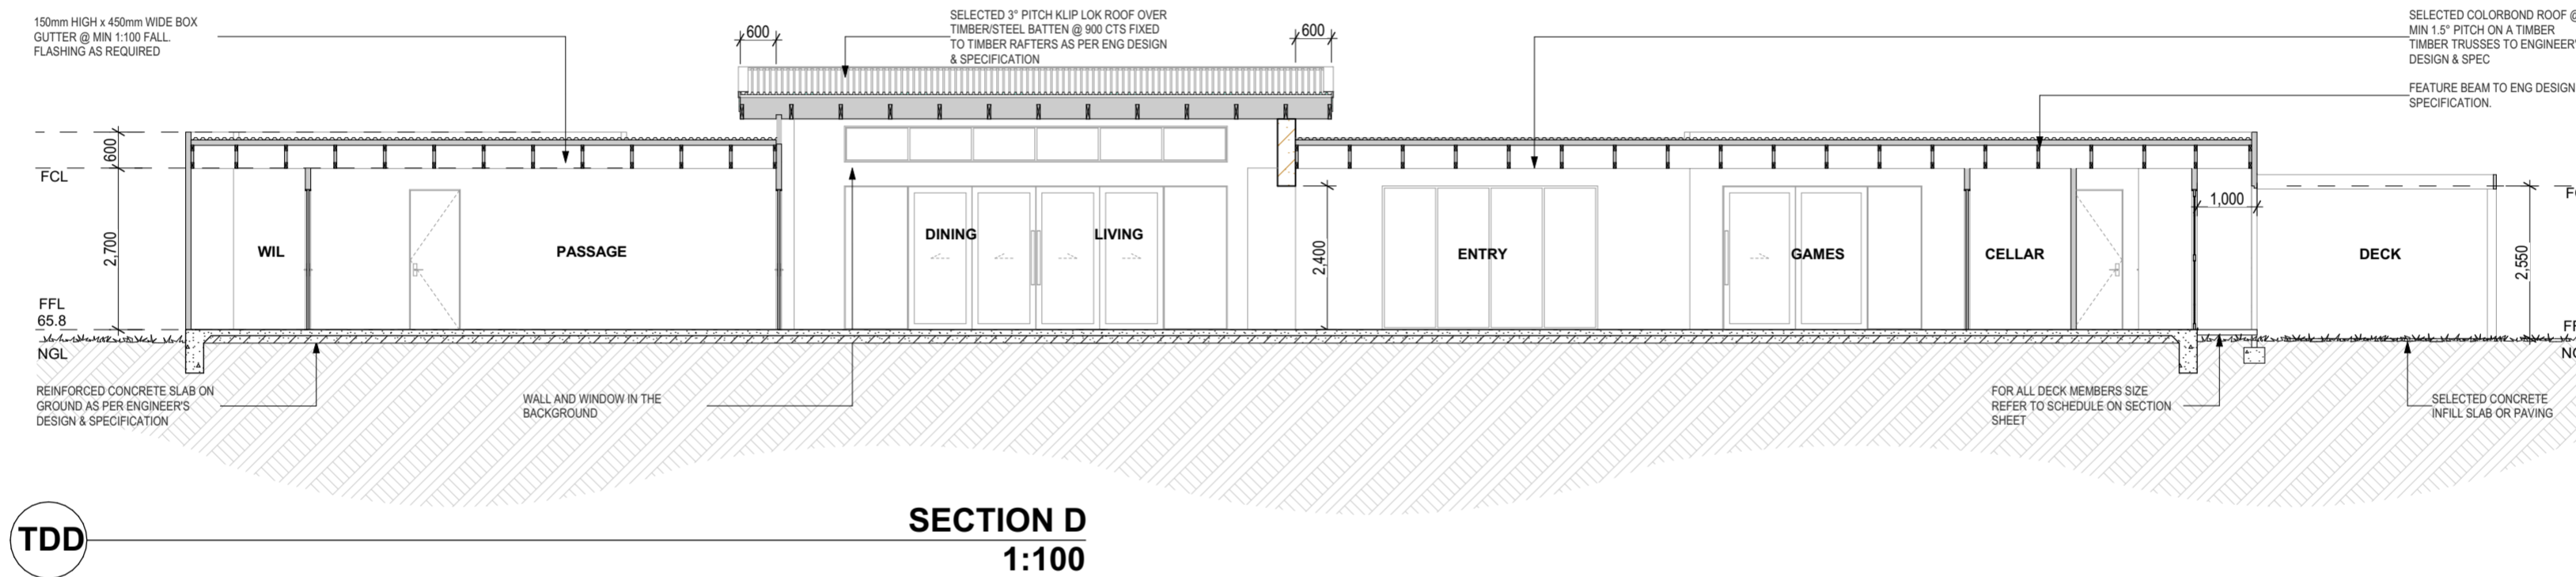 150mm HIGH x 450mm WIDE BOX
GUTTER @ MIN 1:100 FALL.
FLASHING AS REQUIRED
SELECTED 3° PITCH KLIP LOK ROOF OVER
TIMBER/STEEL BATTEN @ 900 CTS FIXED
TO TIMBER RAFTERS AS PER ENG DESIGN
& SPECIFICATION
SELECTED COLORBOND ROOF @
MIN 1.5° PITCH ON A TIMBER
TIMBER TRUSSES TO ENGINEER'
DESIGN & SPEC
FEATURE BEAM TO ENG DESIGN
SPECIFICATION.
600
600
600
FCL
2,700
FFL
65.8
NGL
WIL
PASSAGE
DINING
LIVING
2,400
ENTRY
GAMES
CELLAR
1,000
DECK
2,550
F
FF
NG
REINFORCED CONCRETE SLAB ON
GROUND AS PER ENGINEER'S
DESIGN & SPECIFICATION
WALL AND WINDOW IN THE
BACKGROUND
FOR ALL DECK MEMBERS SIZE
REFER TO SCHEDULE ON SECTION
SHEET
SELECTED CONCRETE
INFILL SLAB OR PAVING
TDD
SECTION D
1:100